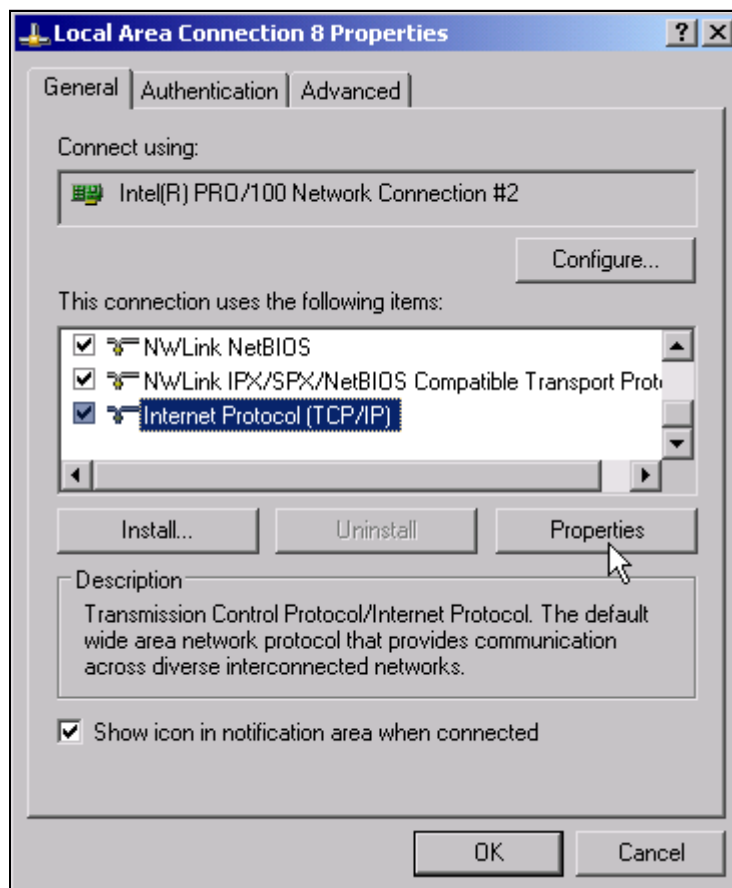 Local Area Connection 8 Properties
General Authentication Advanced
Connect using:
Intel(R) PRO/100 Network Connection #2
Configure...
This connection uses the following items:
NWLink NetBIOS
NWLink IPX/SPX/NetBIOS Compatible Transport Prot
Internet Protocol (TCP/IP)
Install... Uninstall Properties
Description
Transmission Control Protocol/Internet Protocol. The default
wide area network protocol that provides communication
across diverse interconnected networks.
Show icon in notification area when connected
OK Cancel